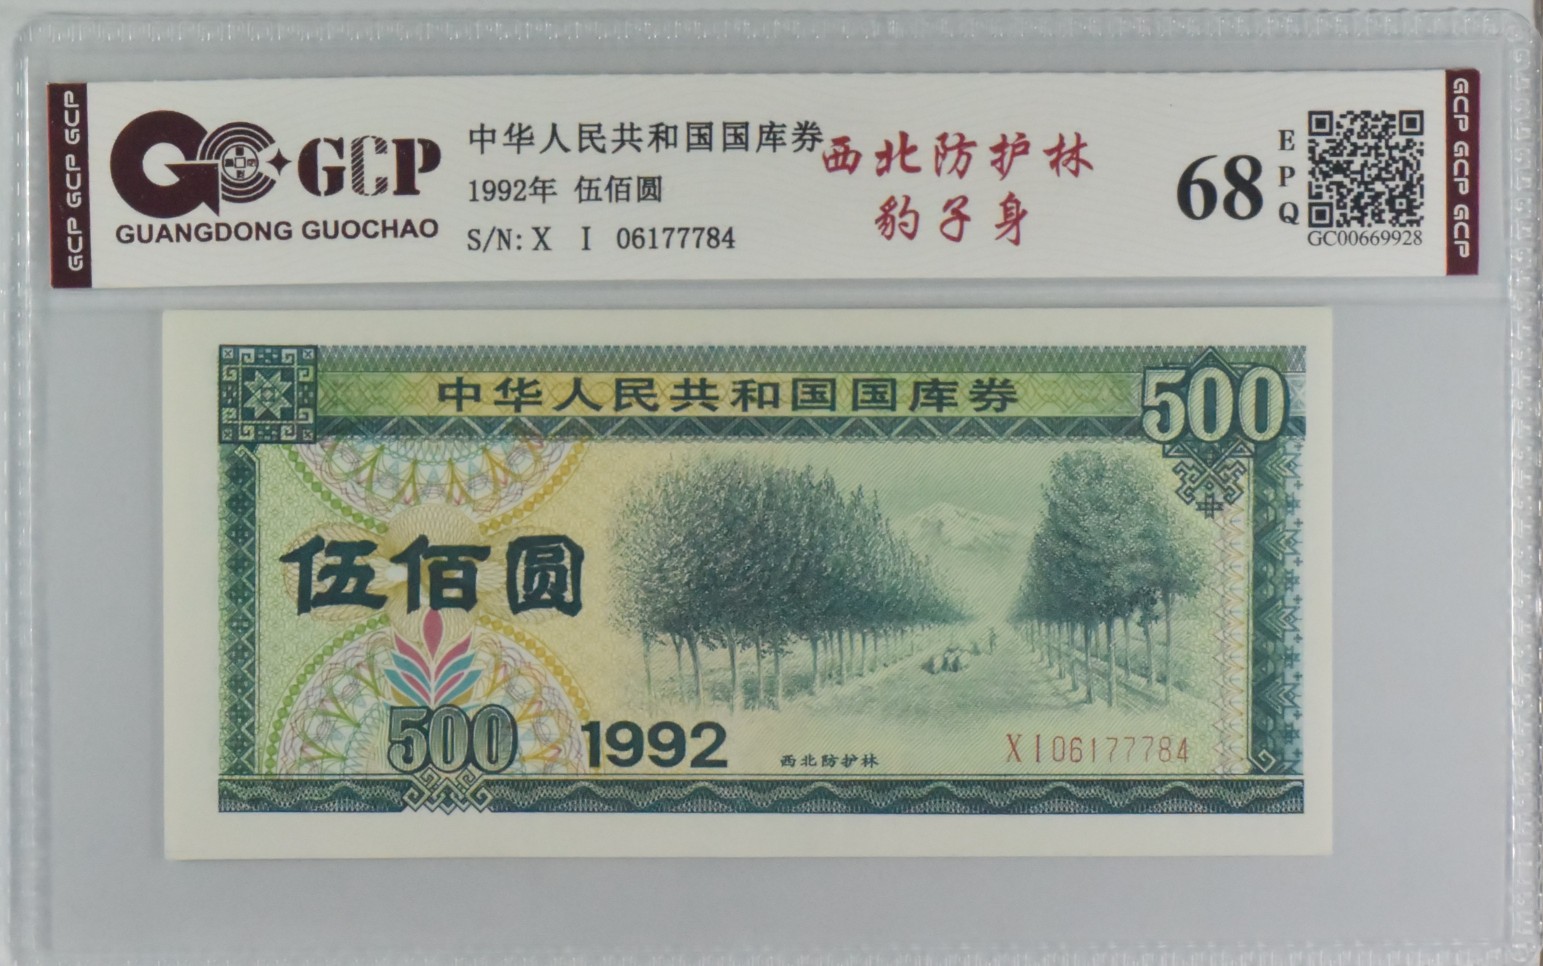 GCP GCP GCP
GCP
GUANGDONG GUOCHAO
中华人民共和国国库券
1992年 伍佰圆
S/N: X I 06177784
西北防护林
豹子身
68
EPQ
GC00669928
GCP GCP GCP
中华人民共和国国库券
500
伍佰圆
500
1992
西北防护林
X I 06177784